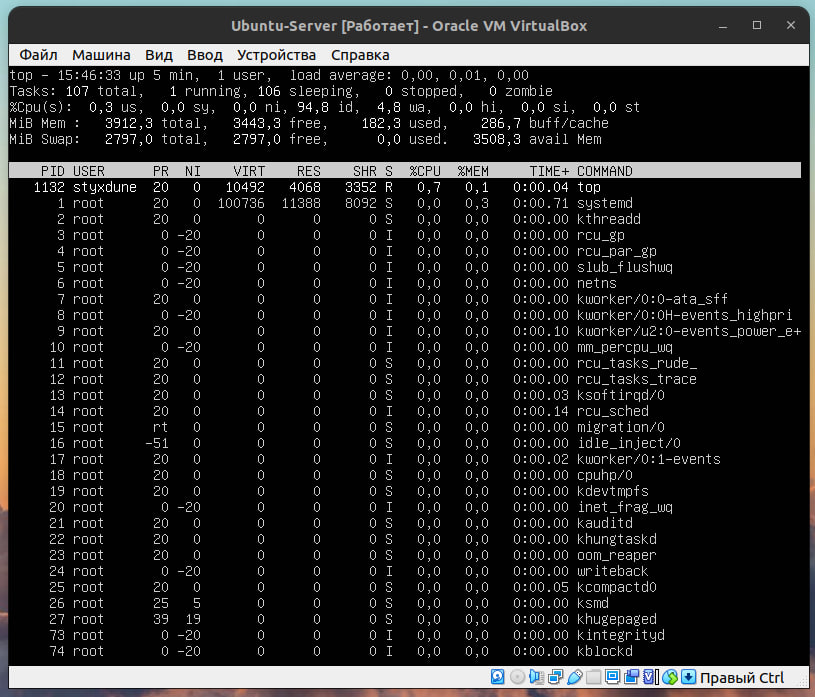 Ubuntu-Server [Работает] - Oracle VM VirtualBox
Файл Машина Вид Ввод Устройства Справка
top - 15:46:33 up 5 min,  1 user,  load average: 0,00, 0,01, 0,00
Tasks: 107 total,   1 running, 106 sleeping,   0 stopped,   0 zombie
%Cpu(s):  0,3 us,  0,0 sy,  0,0 ni, 94,8 id,  4,8 wa,  0,0 hi,  0,0 si,  0,0 st
MiB Mem :   3912,3 total,   3443,3 free,    182,3 used,    286,7 buff/cache
MiB Swap:   2797,0 total,   2797,0 free,      0,0 used.   3508,3 avail Mem
PID USER      PR  NI    VIRT    RES    SHR S  %CPU  %MEM     TIME+ COMMAND
1132 styxdune  20   0   10492   4068   3352 R   0,7   0,1   0:00.04 top
1 root      20   0  100736  11388   8092 S   0,0   0,3   0:00.71 systemd
2 root      20   0       0      0      0 S   0,0   0,0   0:00.00 kthreadd
3 root       0 -20       0      0      0 I   0,0   0,0   0:00.00 rcu_gp
4 root       0 -20       0      0      0 I   0,0   0,0   0:00.00 rcu_par_gp
5 root       0 -20       0      0      0 I   0,0   0,0   0:00.00 slub_flushwq
6 root       0 -20       0      0      0 I   0,0   0,0   0:00.00 netns
7 root      20   0       0      0      0 I   0,0   0,0   0:00.00 kworker/0:0-ata_sff
8 root       0 -20       0      0      0 I   0,0   0,0   0:00.00 kworker/0:0H-events_highpri
9 root      20   0       0      0      0 I   0,0   0,0   0:00.10 kworker/u2:0-events_power_e+
10 root       0 -20       0      0      0 I   0,0   0,0   0:00.00 mm_percpu_wq
11 root      20   0       0      0      0 S   0,0   0,0   0:00.00 rcu_tasks_rude_
12 root      20   0       0      0      0 S   0,0   0,0   0:00.00 rcu_tasks_trace
13 root      20   0       0      0      0 S   0,0   0,0   0:00.03 ksoftirqd/0
14 root      20   0       0      0      0 I   0,0   0,0   0:00.14 rcu_sched
15 root      rt   0       0      0      0 S   0,0   0,0   0:00.00 migration/0
16 root     -51   0       0      0      0 S   0,0   0,0   0:00.00 idle_inject/0
17 root      20   0       0      0      0 I   0,0   0,0   0:00.02 kworker/0:1-events
18 root      20   0       0      0      0 S   0,0   0,0   0:00.00 cpuhp/0
19 root      20   0       0      0      0 S   0,0   0,0   0:00.00 kdevtmpfs
20 root       0 -20       0      0      0 I   0,0   0,0   0:00.00 inet_frag_wq
21 root      20   0       0      0      0 S   0,0   0,0   0:00.00 kauditd
22 root      20   0       0      0      0 S   0,0   0,0   0:00.00 khungtaskd
23 root      20   0       0      0      0 S   0,0   0,0   0:00.00 oom_reaper
24 root       0 -20       0      0      0 I   0,0   0,0   0:00.00 writeback
25 root      20   0       0      0      0 S   0,0   0,0   0:00.05 kcompactd0
26 root      25   5       0      0      0 S   0,0   0,0   0:00.00 ksmd
27 root      39  19       0      0      0 S   0,0   0,0   0:00.00 khugepaged
73 root       0 -20       0      0      0 I   0,0   0,0   0:00.00 kintegrityd
74 root       0 -20       0      0      0 I   0,0   0,0   0:00.00 kblockd
Правый Ctrl